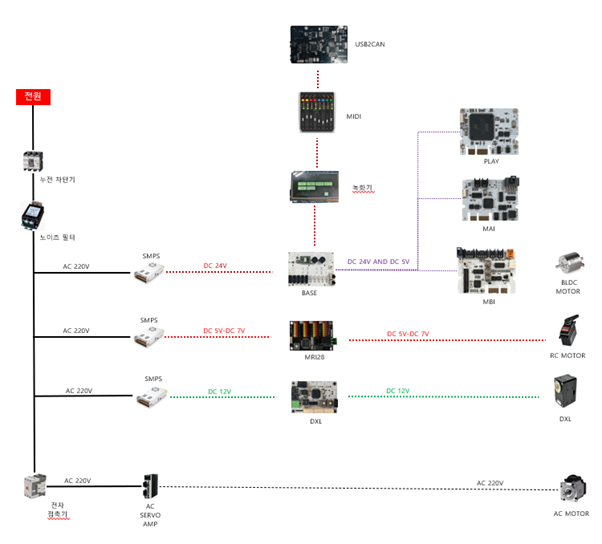 USB2CAN
전원
MIDI
PLAY
누전 차단기
녹화기
MAI
노이즈 필터
SMPS
AC 220V
DC 24V
DC 24V AND DC 5V
BASE
MBI
BLDC
MOTOR
SMPS
AC 220V
DC 5V-DC 7V
DC 5V-DC 7V
MRI28
RC MOTOR
SMPS
AC 220V
DC 12V
DC 12V
DXL
DXL
AC 220V
AC 220V
전자
접촉기
AC
SERVO
AMP
AC MOTOR